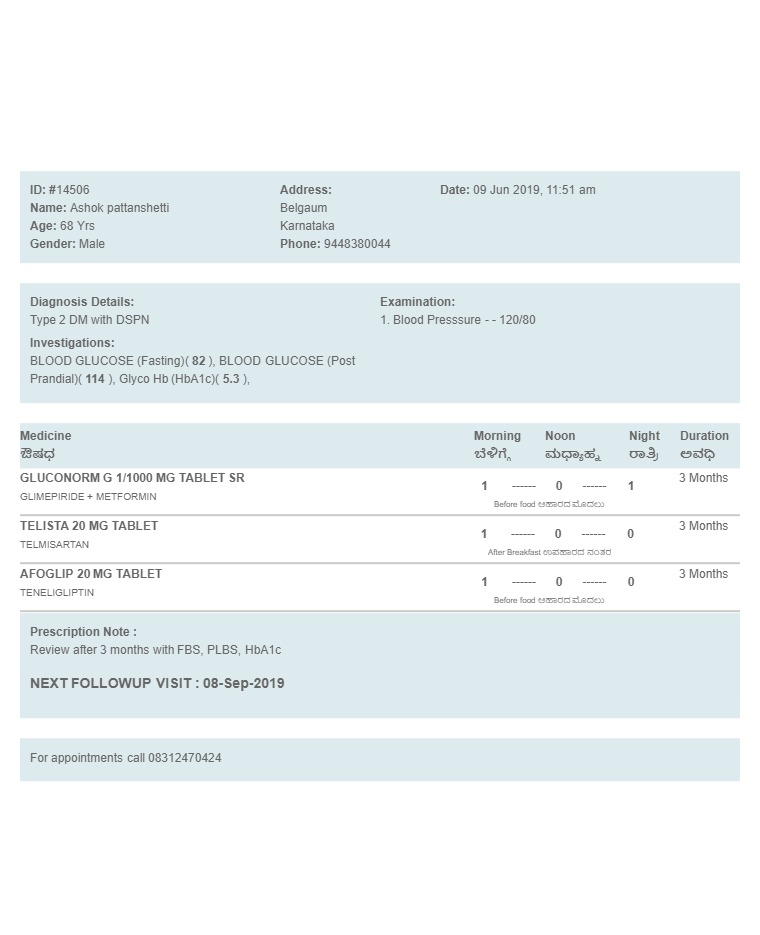 ID: #14506
Name: Ashok pattanshetti
Age: 68 Yrs
Gender: Male
Address:
Belgaum
Karnataka
Phone: 9448380044
Date: 09 Jun 2019, 11:51 am
Diagnosis Details:
Type 2 DM with DSPN
Investigations:
BLOOD GLUCOSE (Fasting)( 82 ), BLOOD GLUCOSE (Post
Prandial)( 114 ), Glyco Hb (HbA1c)( 5.3 ),
Examination:
1. Blood Presssure - - 120/80
Medicine Morning Noon Night Duration
ಔಷಧ ಬೆಳಿಗ್ಗೆ ಮಧ್ಯಾಹ್ನ ರಾತ್ರಿ ಅವಧಿ
GLUCONORM G 1/1000 MG TABLET SR 3 Months
1 ------ 0 ------ 1
GLIMEPIRIDE + METFORMIN
Before food ಆಹಾರದ ಮೊದಲು
TELISTA 20 MG TABLET 3 Months
1 ------ 0 ------ 0
TELMISARTAN
After Breakfast ಉಪಹಾರದ ನಂತರ
AFOGLIP 20 MG TABLET 3 Months
1 ------ 0 ------ 0
TENELIGLIPTIN
Before food ಆಹಾರದ ಮೊದಲು
Prescription Note :
Review after 3 months with FBS, PLBS, HbA1c
NEXT FOLLOWUP VISIT : 08-Sep-2019
For appointments call 08312470424